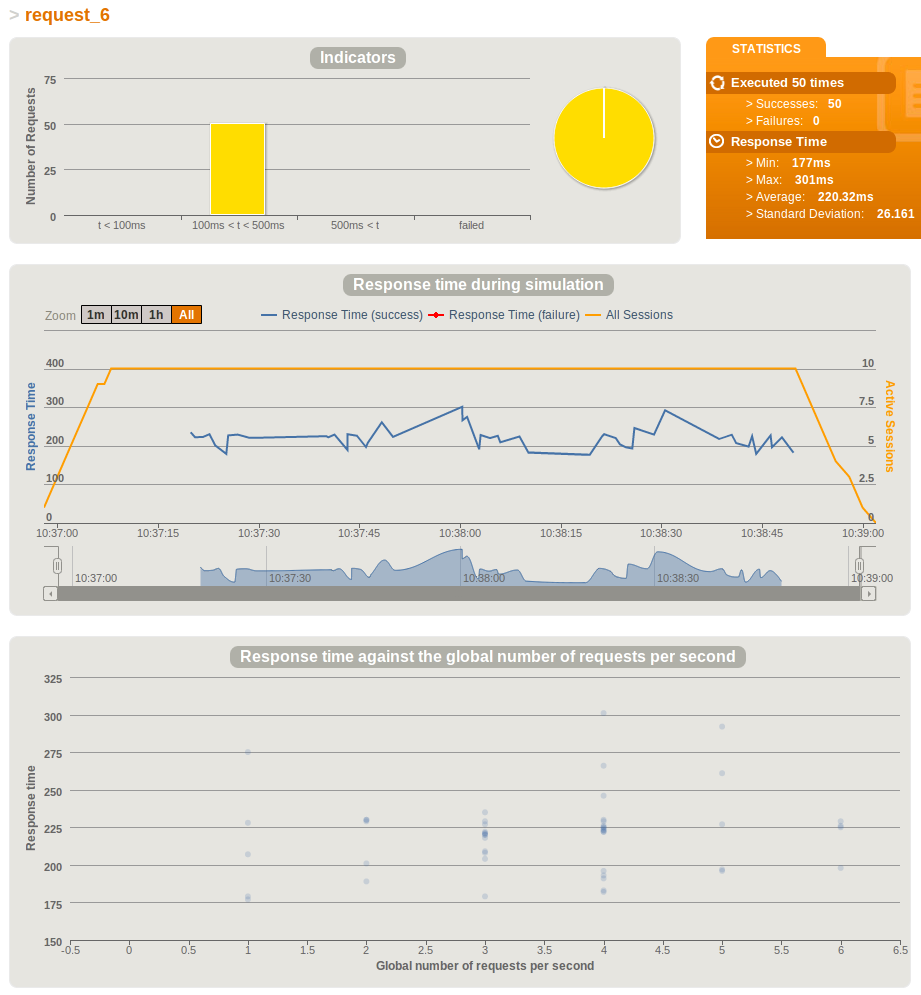 > request_6
Indicators
Number of Requests
75
50
25
0
t < 100ms
100ms < t < 500ms
500ms < t
failed
STATISTICS
Executed 50 times
> Successes: 50
> Failures: 0
Response Time
> Min: 177ms
> Max: 301ms
> Average: 220.32ms
> Standard Deviation: 26.161
Response time during simulation
Zoom 1m 10m 1h All
Response Time (success) Response Time (failure) All Sessions
Response Time
400
300
200
100
0
10
7.5
5
2.5
0
Active Sessions
10:37:00 10:37:15 10:37:30 10:37:45 10:38:00 10:38:15 10:38:30 10:38:45 10:39:00
10:37:00 10:37:30 10:38:00 10:38:30 10:39:00
Response time against the global number of requests per second
Response time
325
300
275
250
225
200
175
150
-0.5 0 0.5 1 1.5 2 2.5 3 3.5 4 4.5 5 5.5 6 6.5
Global number of requests per second